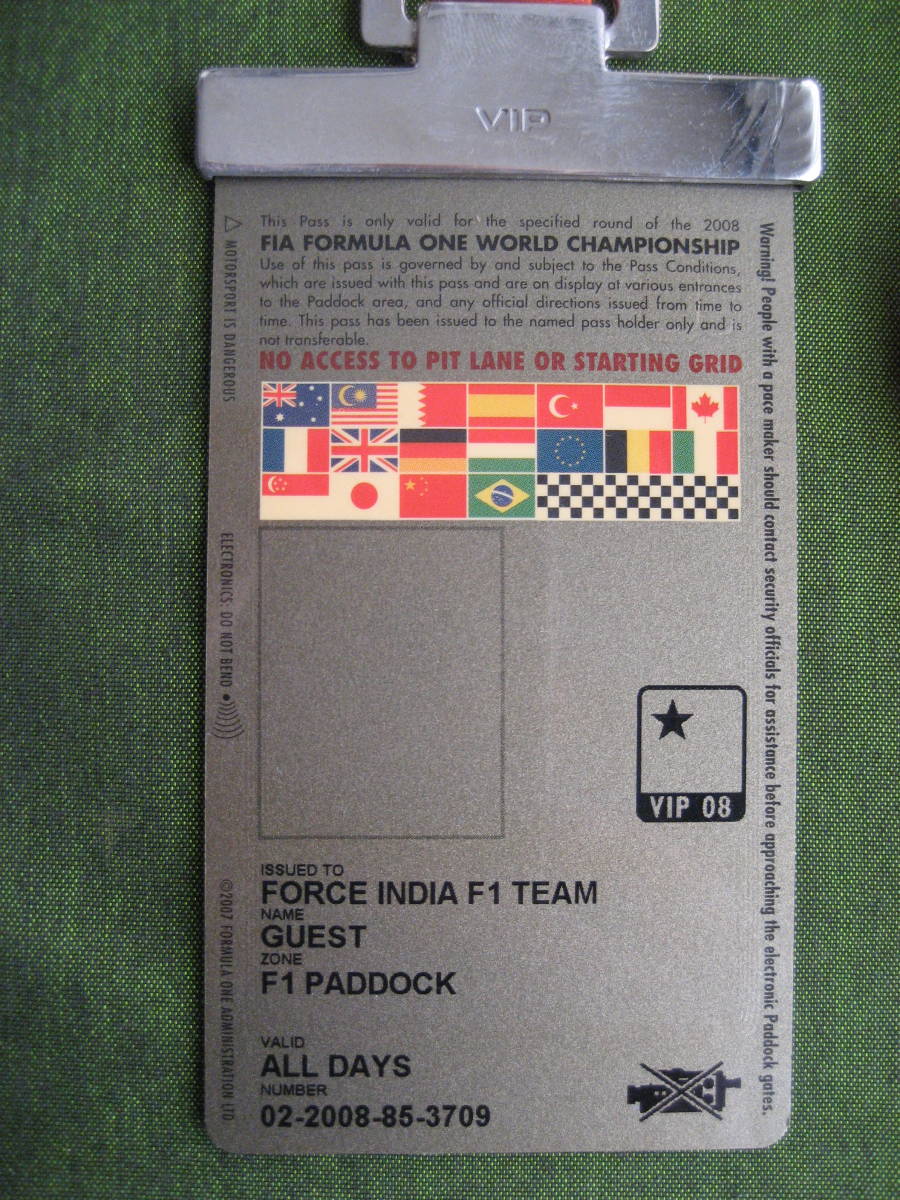 VIP
This Pass is only valid for the specified round of the 2008
FIA FORMULA ONE WORLD CHAMPIONSHIP
Use of this pass is governed by and subject to the Pass Conditions,
which are issued with this pass and are on display at various entrances
to the Paddock area, and any official directions issued from time to
time. This pass has been issued to the named pass holder only and is
not transferable.
NO ACCESS TO PIT LANE OR STARTING GRID
MOTORSPORT IS DANGEROUS
ELECTRONICS: DO NOT BEND
©2007 FORMULA ONE ADMINISTRATION LTD
Warning! People with a pace maker should contact security officials for assistance before approaching the electronic Paddock gates.
VIP 08
ISSUED TO
FORCE INDIA F1 TEAM
NAME
GUEST
ZONE
F1 PADDOCK
VALID
ALL DAYS
NUMBER
02-2008-85-3709